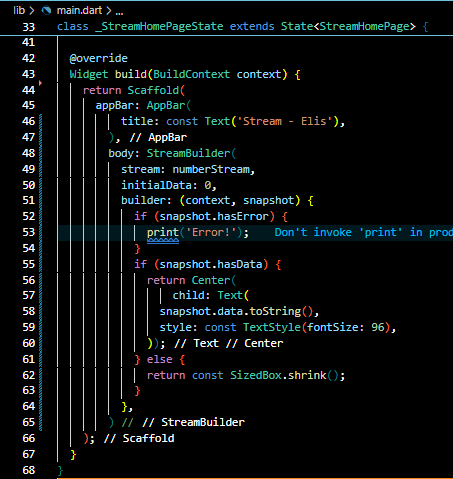 lib > main.dart > ...
33 class _StreamHomePageState extends State<StreamHomePage> {
41
42 @override
43 Widget build(BuildContext context) {
44 return Scaffold(
45 appBar: AppBar(
46 title: const Text('Stream - Elis'),
47 ), // AppBar
48 body: StreamBuilder(
49 stream: numberStream,
50 initialData: 0,
51 builder: (context, snapshot) {
52 if (snapshot.hasError) {
53 print('Error!'); Don't invoke 'print' in prod
54 }
55 if (snapshot.hasData) {
56 return Center(
57 child: Text(
58 snapshot.data.toString(),
59 style: const TextStyle(fontSize: 96),
60 )); // Text // Center
61 } else {
62 return const SizedBox.shrink();
63 }
64 },
65 ) // // StreamBuilder
66 ); // Scaffold
67 }
68 }